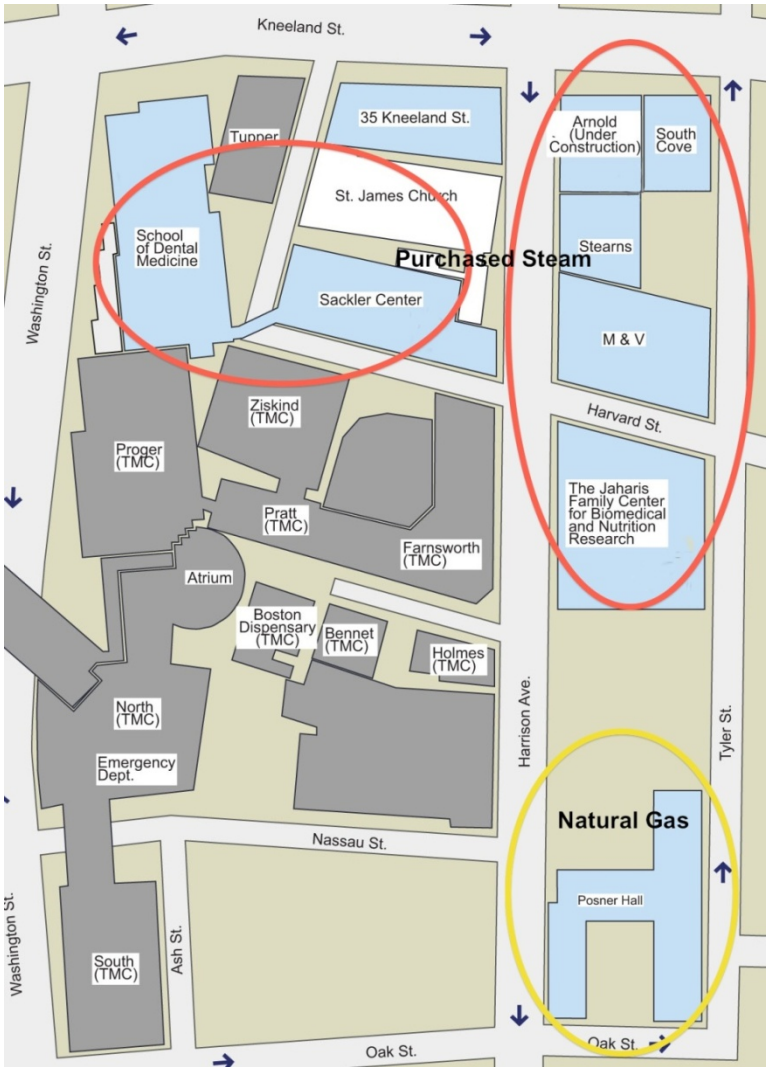 Kneeland St.
Tupper
35 Kneeland St.
Arnold
(Under
Construction)
South
Cove
St. James Church
School
of Dental
Medicine
Purchased Steam
Stearns
Sackler Center
M & V
Washington St.
Harvard St.
Ziskind
(TMC)
Proger
(TMC)
Pratt
(TMC)
Farnsworth
(TMC)
The Jaharis
Family Center
for Biomedical
and Nutrition
Research
Atrium
Boston
Dispensary
(TMC)
Bennet
(TMC)
Holmes
(TMC)
North
(TMC)
Emergency
Dept.
Harrison Ave.
Tyler St.
Natural Gas
Nassau St.
Posner Hall
Washington St.
South
(TMC)
Ash St.
Oak St.
Oak St.